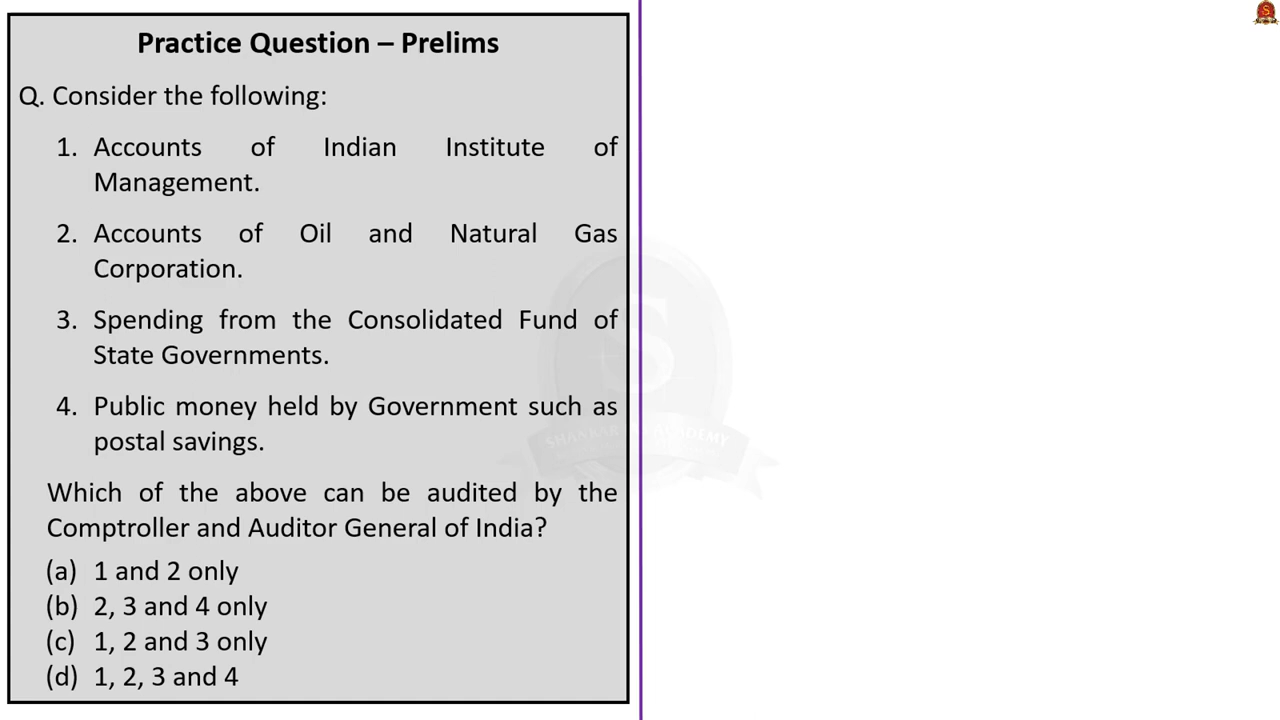 Practice Question – Prelims
Q. Consider the following:
1. Accounts of Indian Institute of
Management.
2. Accounts of Oil and Natural Gas
Corporation.
3. Spending from the Consolidated Fund of
State Governments.
4. Public money held by Government such as
postal savings.
Which of the above can be audited by the
Comptroller and Auditor General of India?
(a) 1 and 2 only
(b) 2, 3 and 4 only
(c) 1, 2 and 3 only
(d) 1, 2, 3 and 4